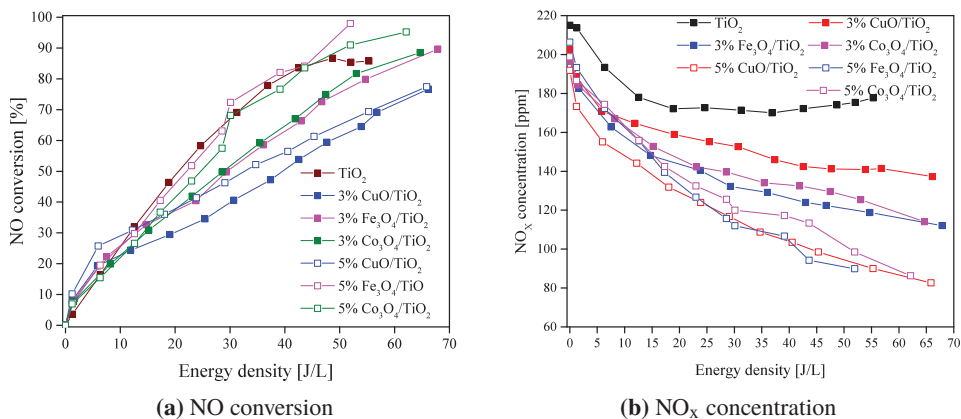 100
90
80
70
60
50
40
30
20
10
0
NO conversion [%]
TiO₂
3% CuO/TiO₂
3% Fe₃O₄/TiO₂
3% Co₃O₄/TiO₂
5% CuO/TiO₂
5% Fe₃O₄/TiO
5% Co₃O₄/TiO₂
0 10 20 30 40 50 60 70
Energy density [J/L]
(a) NO conversion
220
200
180
160
140
120
100
80
60
NOₓ concentration [ppm]
TiO₂ 3% CuO/TiO₂
3% Fe₃O₄/TiO₂ 3% Co₃O₄/TiO₂
5% CuO/TiO₂ 5% Fe₃O₄/TiO₂
5% Co₃O₄/TiO₂
0 5 10 15 20 25 30 35 40 45 50 55 60 65 70
Energy density [J/L]
(b) NOₓ concentration